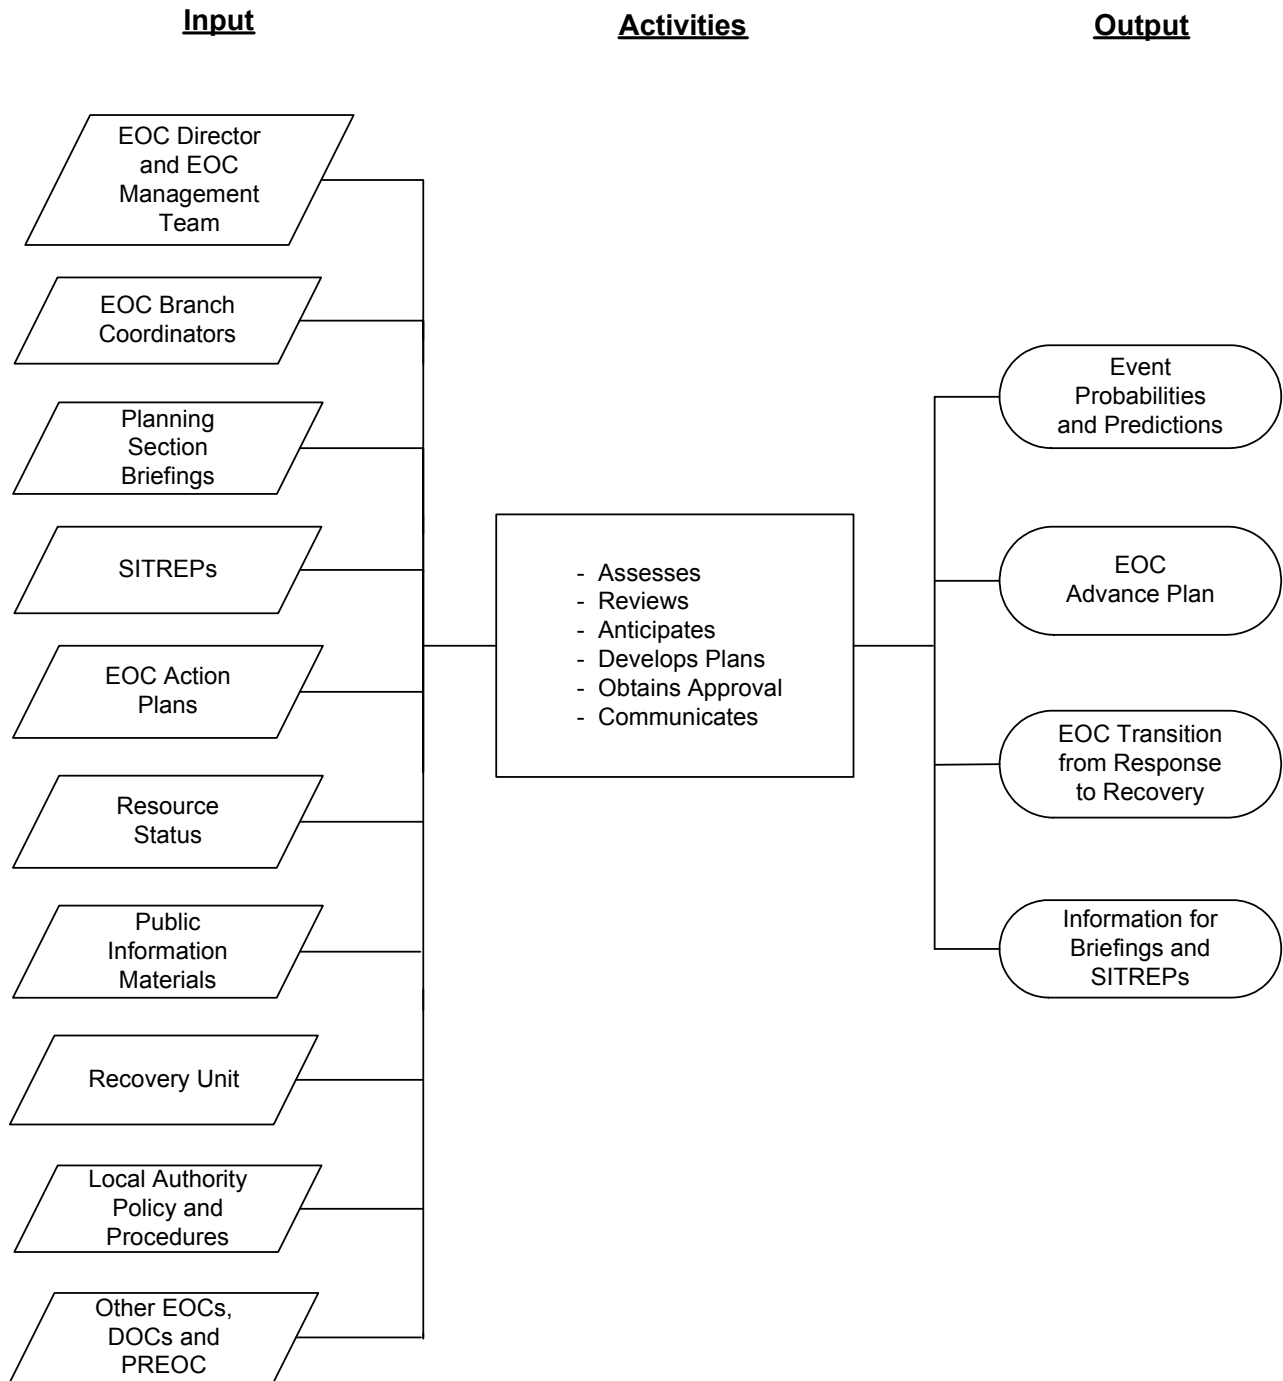 Input
Activities
Output
EOC Director
and EOC
Management
Team
EOC Branch
Coordinators
Planning
Section
Briefings
SITREPs
EOC Action
Plans
Resource
Status
Public
Information
Materials
Recovery Unit
Local Authority
Policy and
Procedures
Other EOCs,
DOCs and
PREOC
- Assesses
- Reviews
- Anticipates
- Develops Plans
- Obtains Approval
- Communicates
Event
Probabilities
and Predictions
EOC
Advance Plan
EOC Transition
from Response
to Recovery
Information for
Briefings and
SITREPs